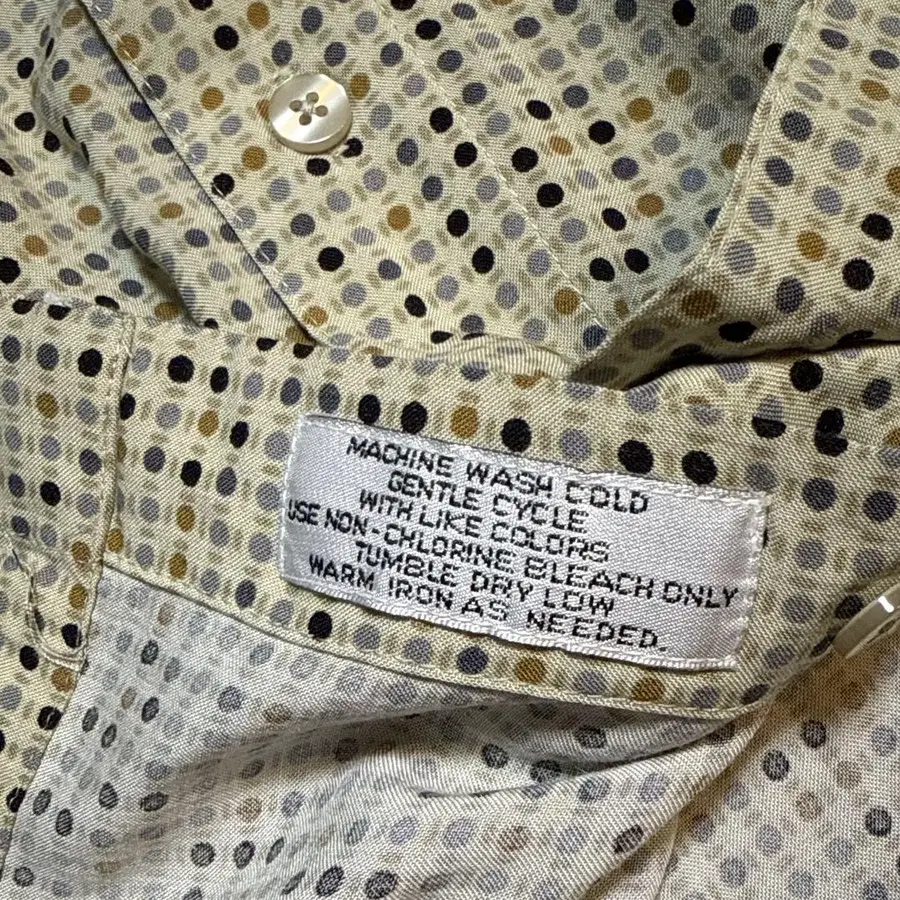 MACHINE WASH COLD
GENTLE CYCLE
WITH LIKE COLORS
USE NON-CHLORINE BLEACH ONLY
TUMBLE DRY LOW
WARM IRON AS NEEDED.